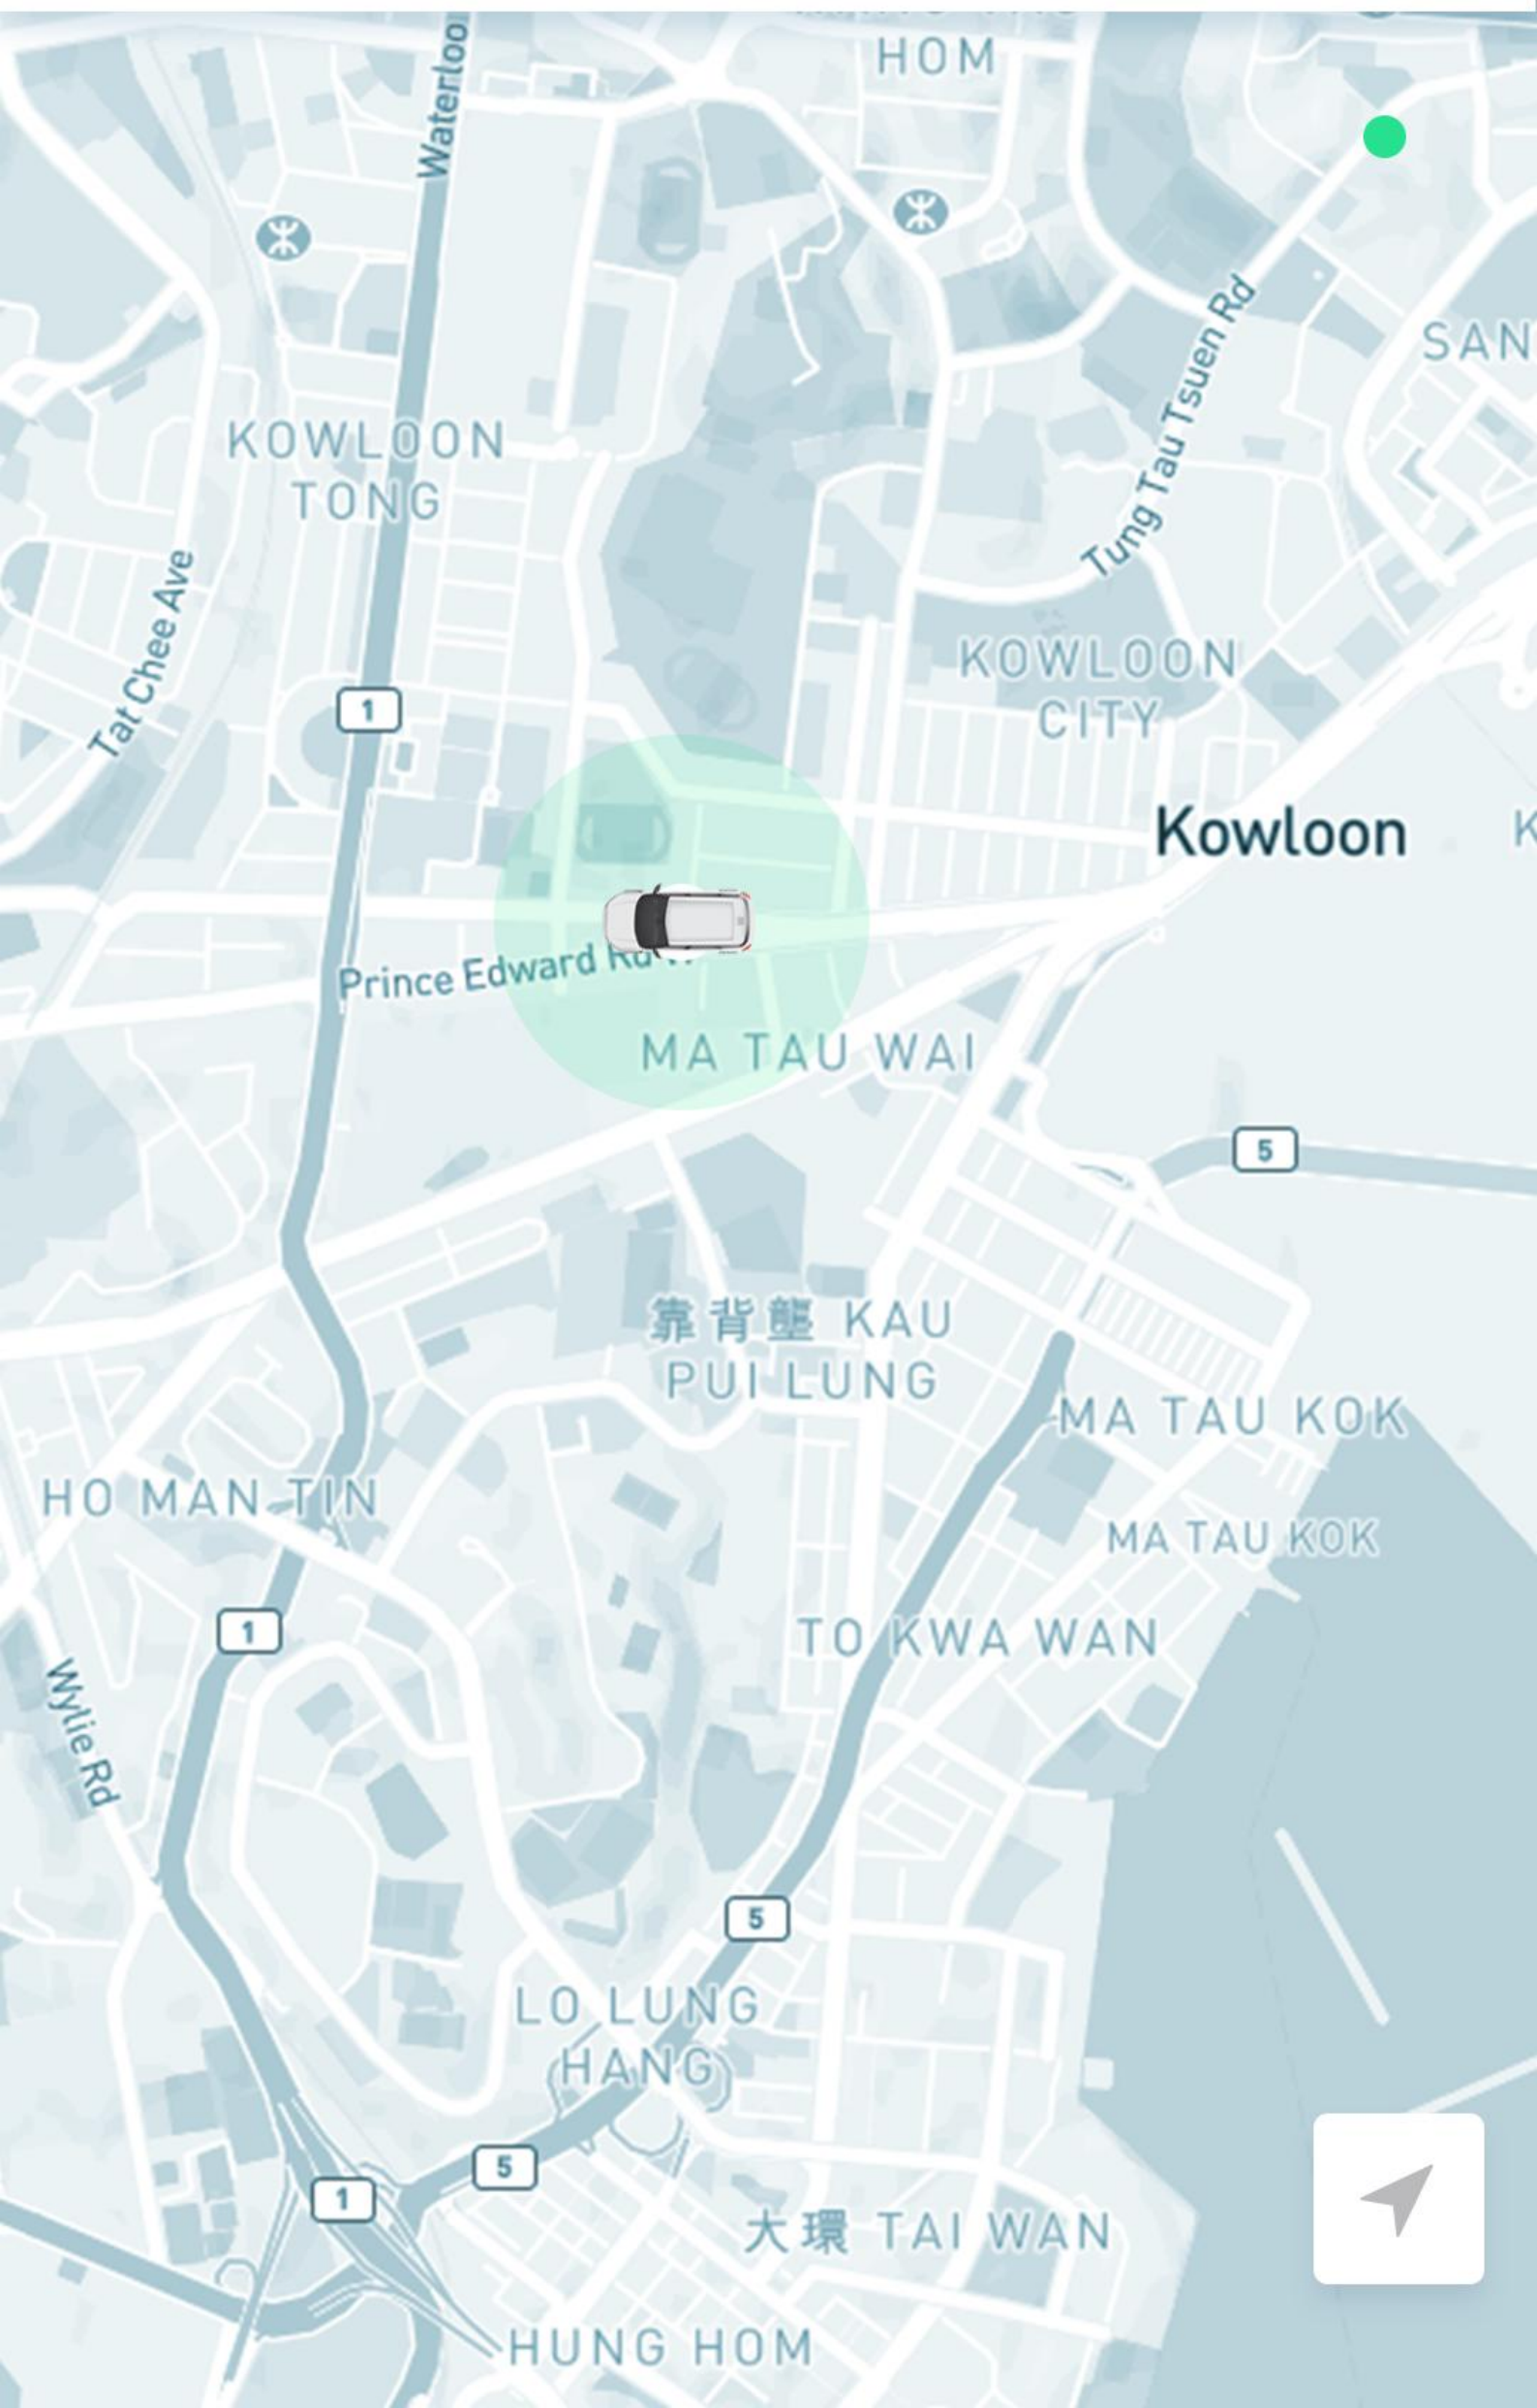 HOM
Waterloo
SAN
Tung Tau Tsuen Rd
KOWLOON
TONG
Tat Chee Ave
KOWLOON
CITY
1
Kowloon
K
Prince Edward Rd W
MA TAU WAI
5
靠背壟 KAU
PUI LUNG
MA TAU KOK
HO MAN TIN
MA TAU KOK
1
TO KWA WAN
Wylie Rd
5
LO LUNG
HANG
5
1
大環 TAI WAN
HUNG HOM